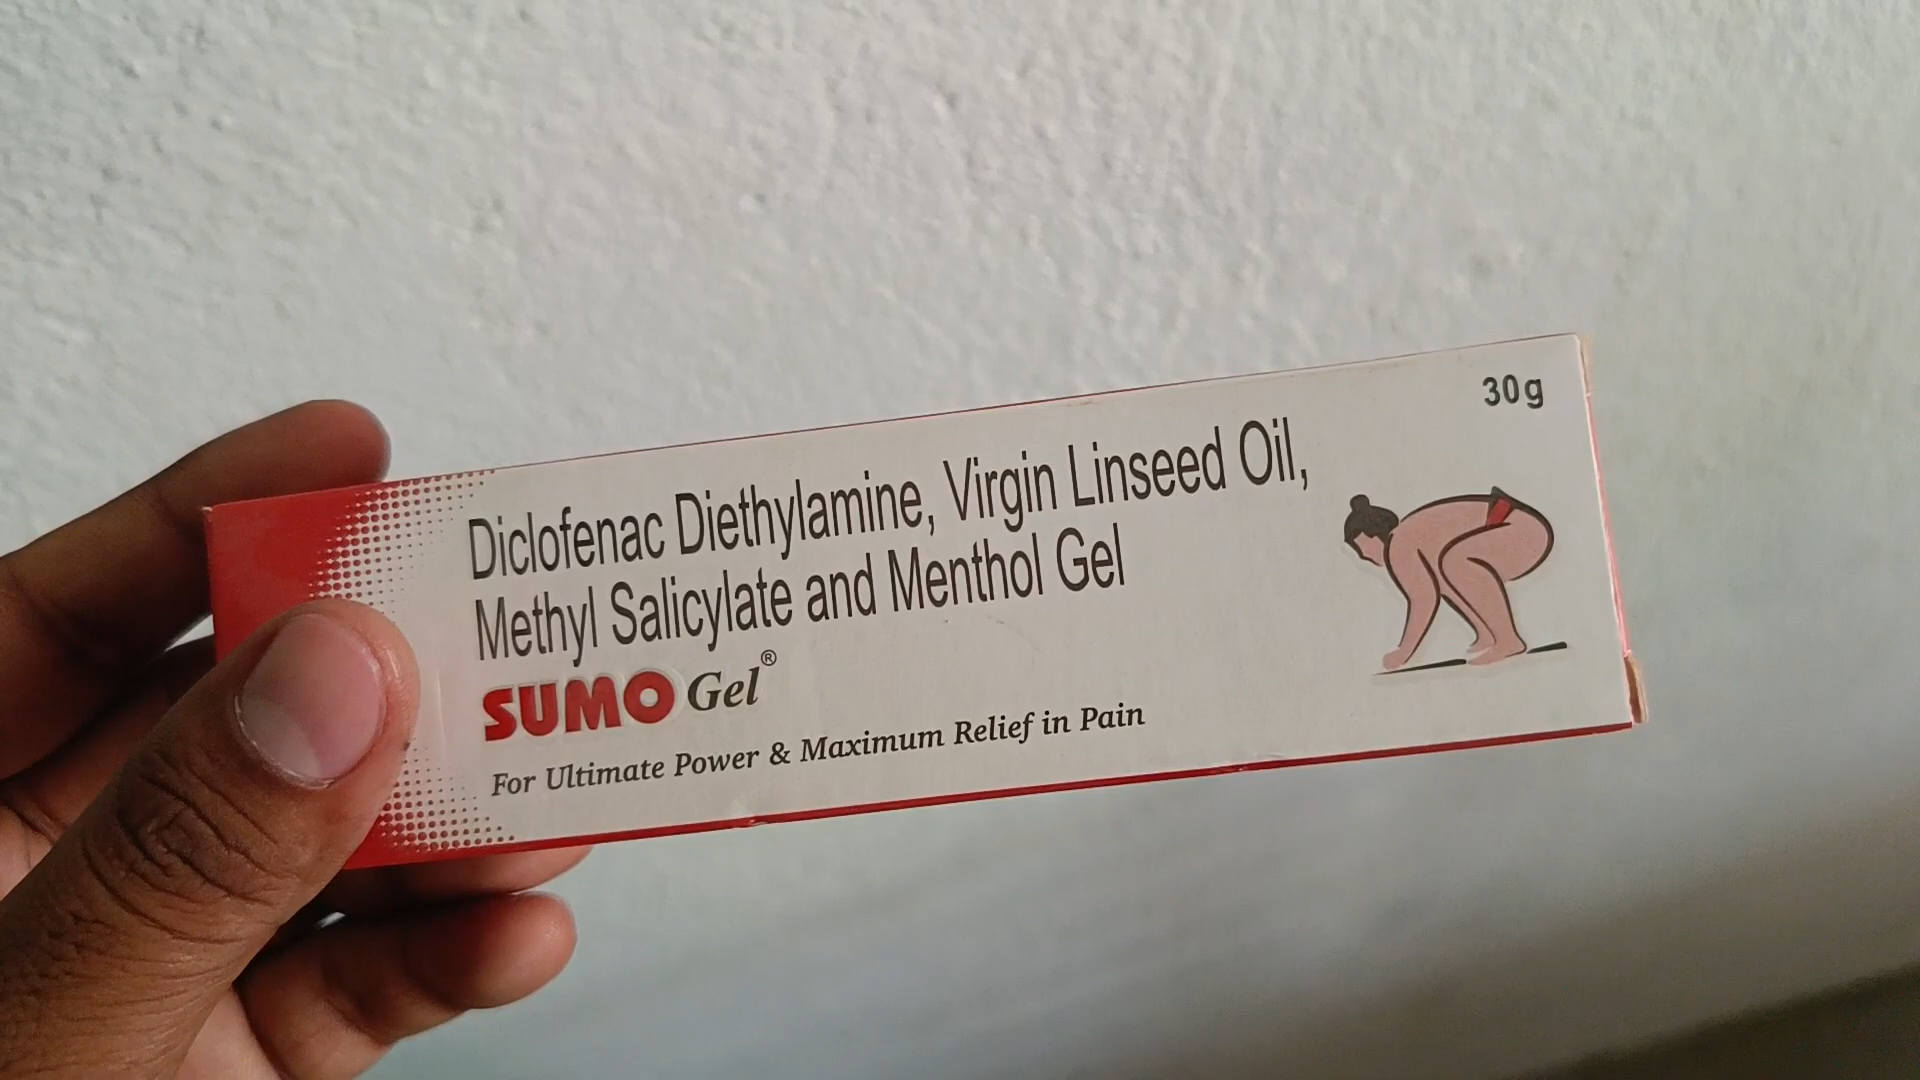 30g
Diclofenac Diethylamine, Virgin Linseed Oil,
Methyl Salicylate and Menthol Gel
SUMO Gel®
For Ultimate Power & Maximum Relief in Pain